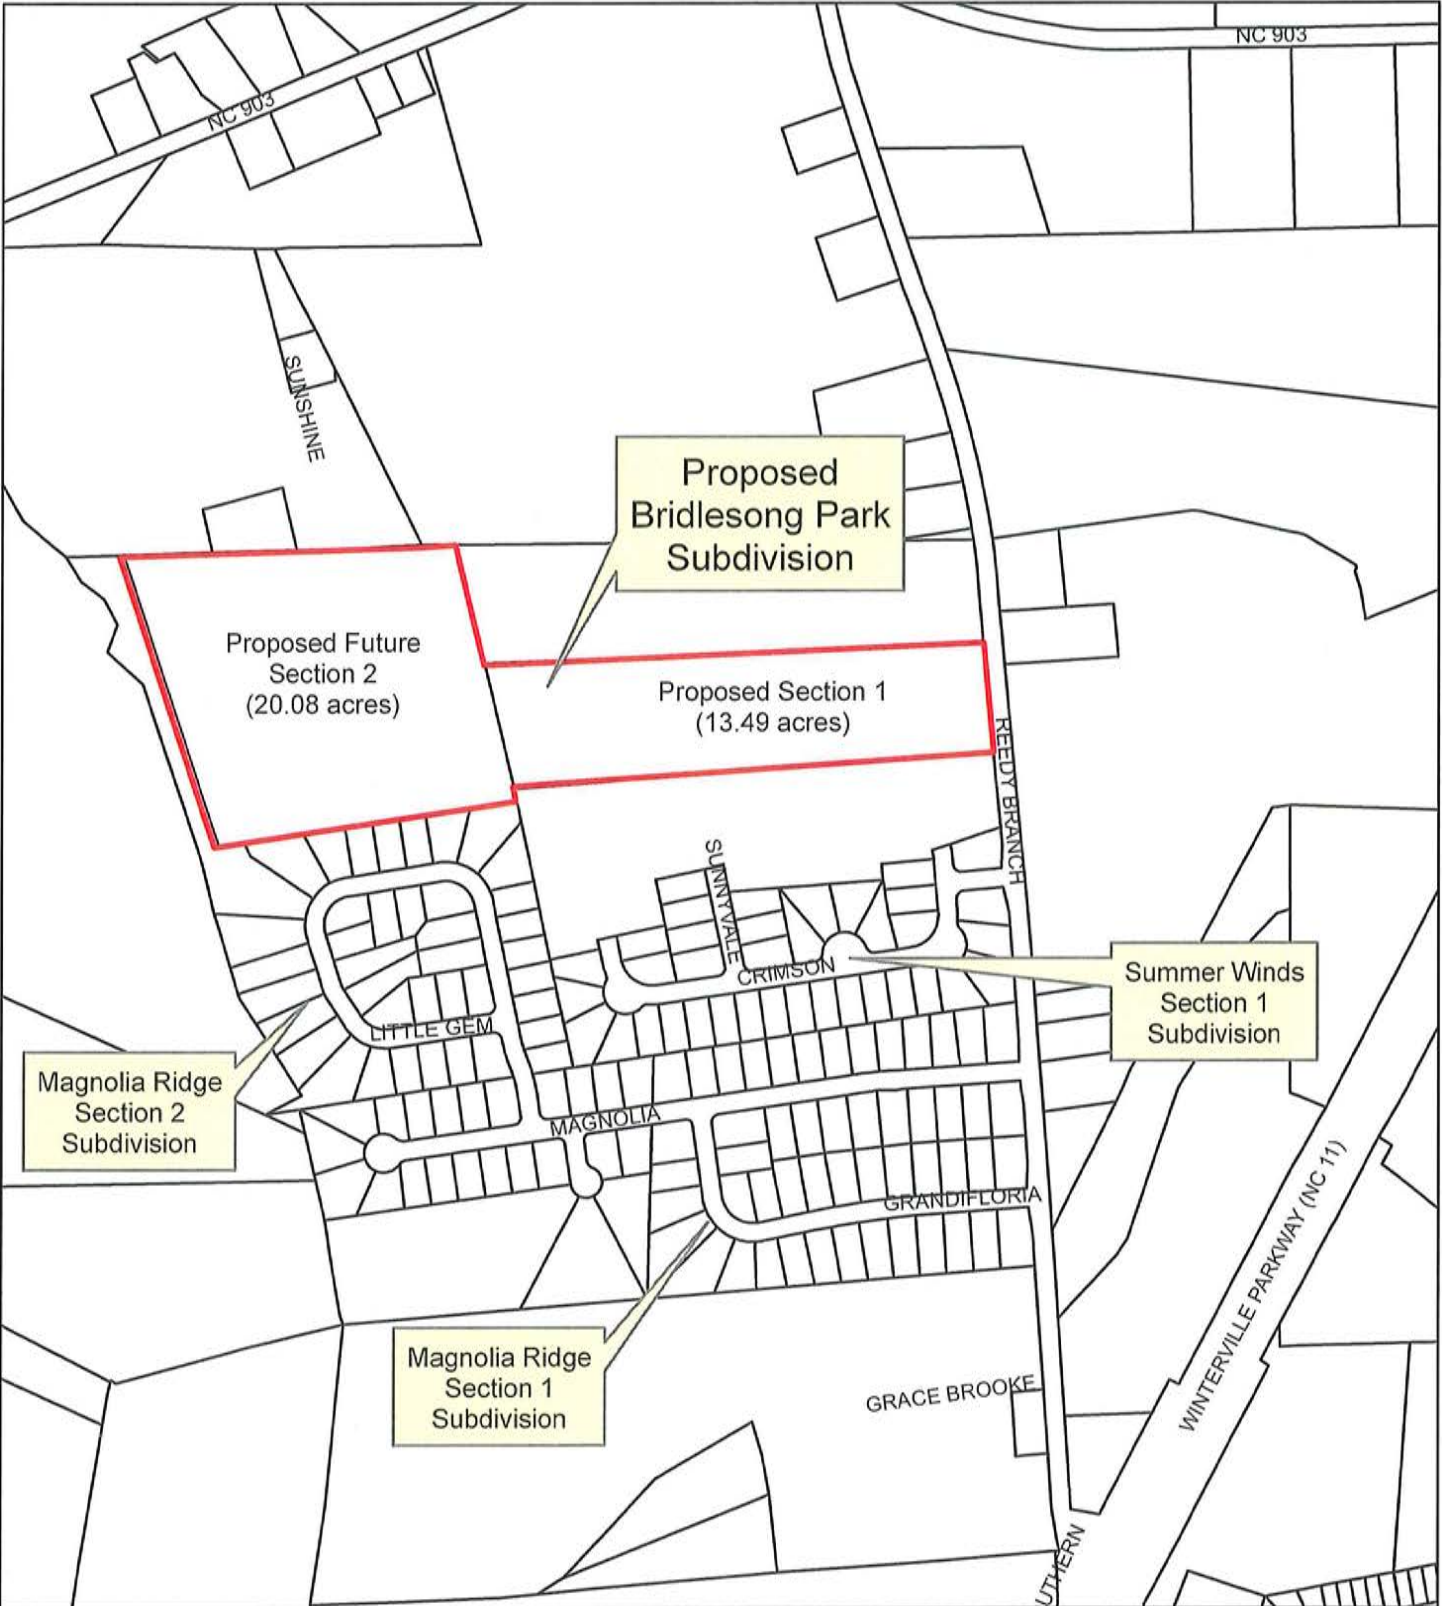 NC 903
NC 903
SUNSHINE
Proposed
Bridlesong Park
Subdivision
Proposed Future
Section 2
(20.08 acres)
Proposed Section 1
(13.49 acres)
REEDY BRANCH
SUNNYVALE
CRIMSON
Summer Winds
Section 1
Subdivision
LITTLE GEM
Magnolia Ridge
Section 2
Subdivision
MAGNOLIA
GRANDIFLORIA
WINTERVILLE PARKWAY (NC 11)
Magnolia Ridge
Section 1
Subdivision
GRACE BROOKE
UTHERN